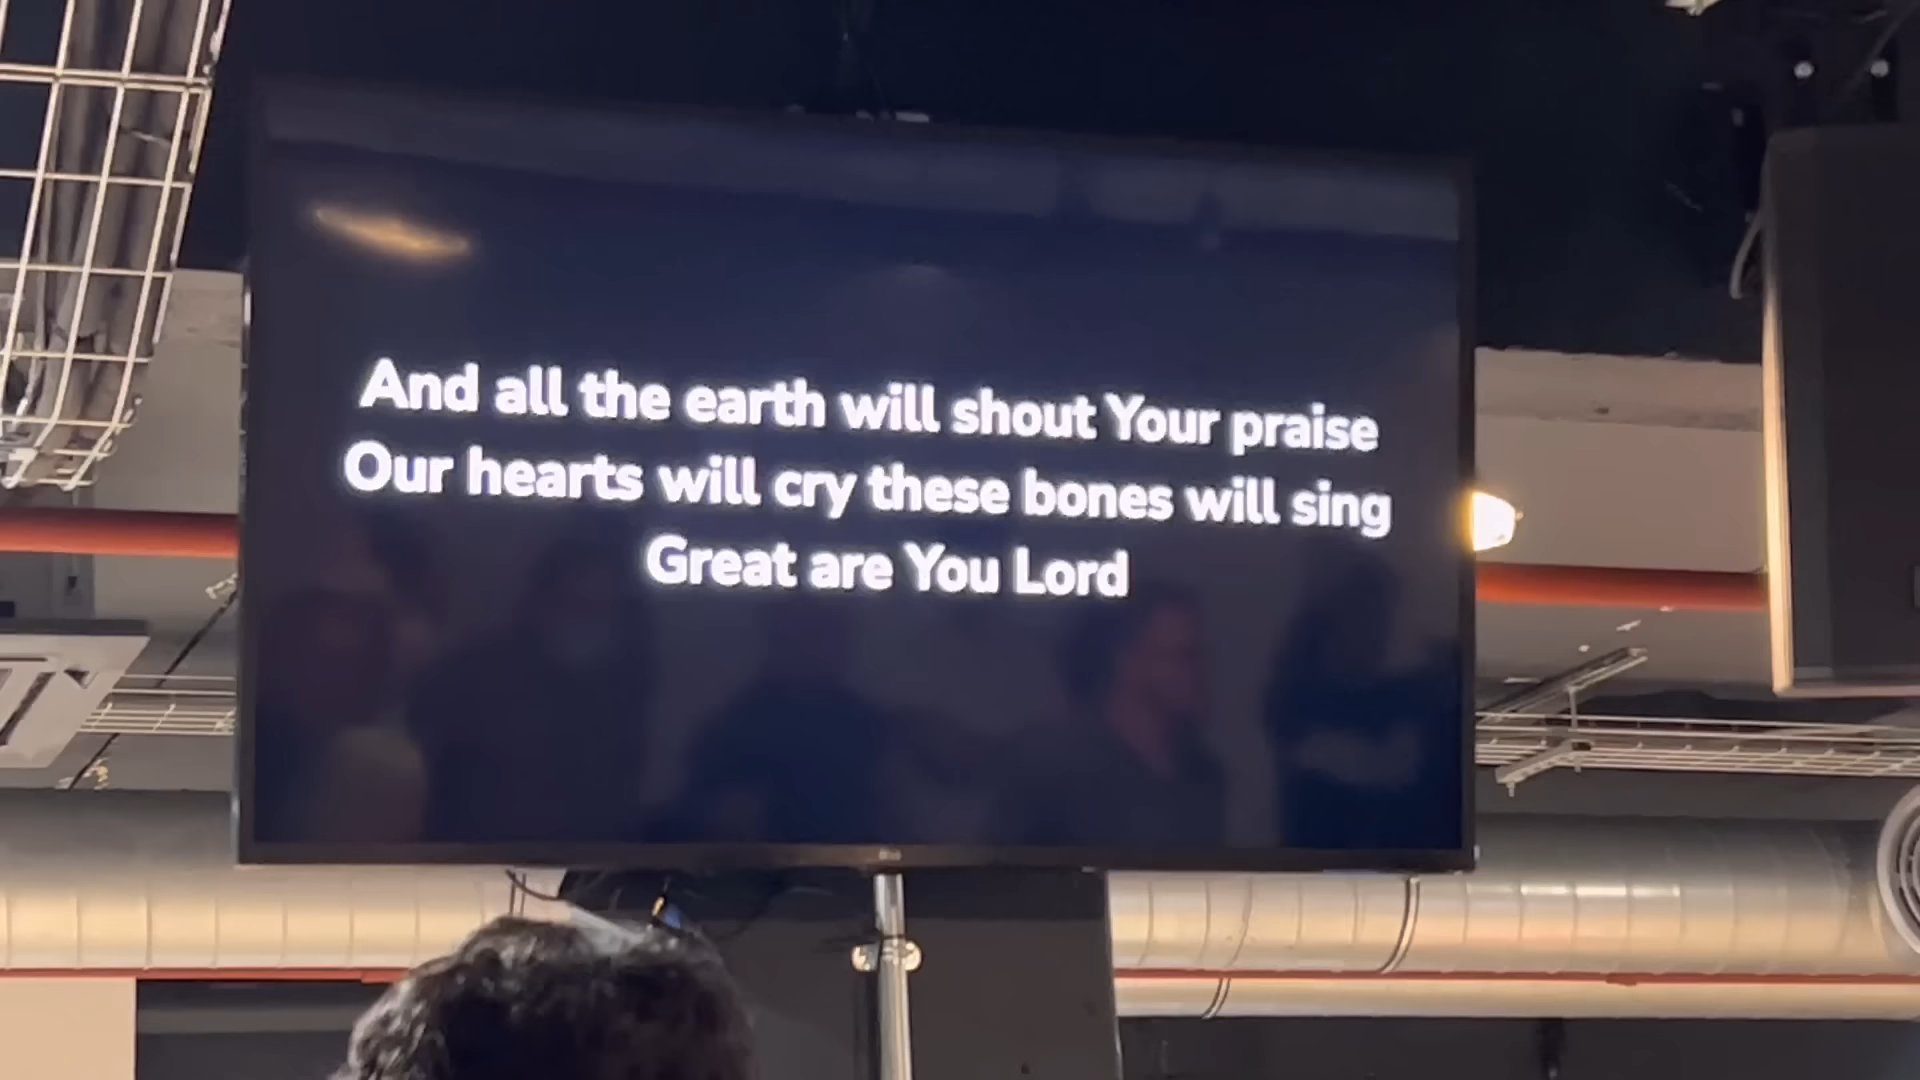 And all the earth will shout Your praise
Our hearts will cry these bones will sing
Great are You Lord